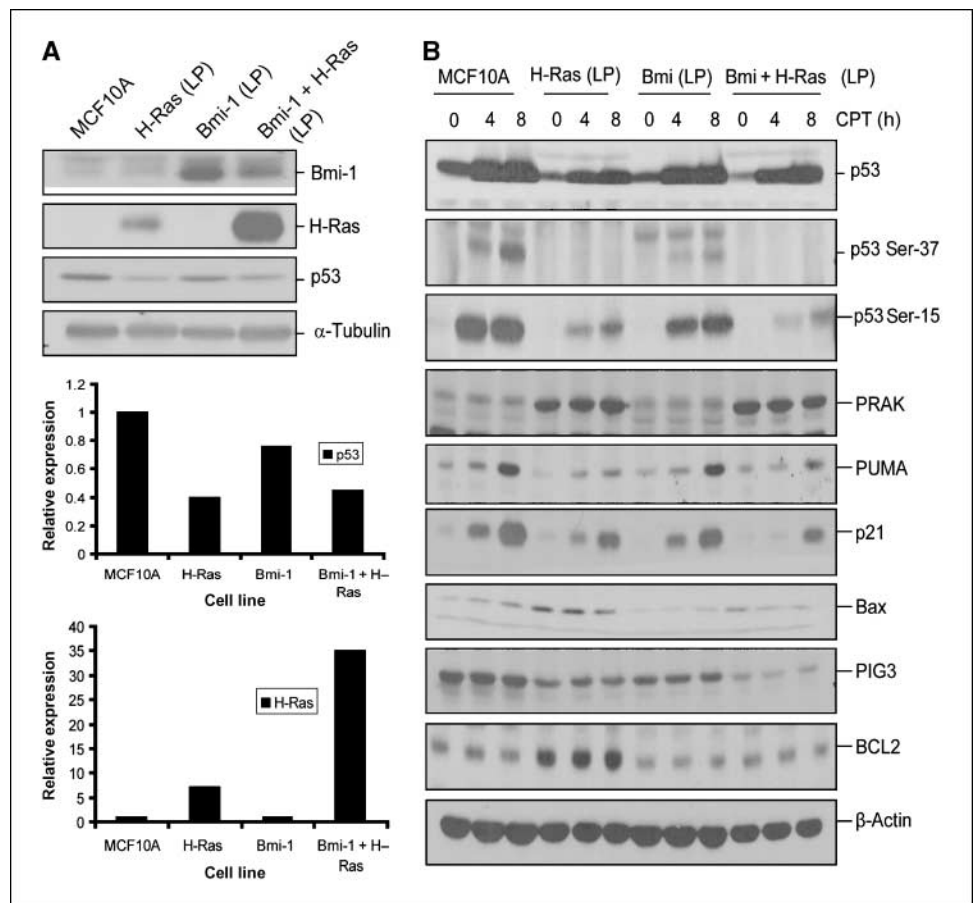 A
MCF10A
H-Ras (LP)
Bmi-1 (LP)
Bmi-1 + H-Ras
(LP)
Bmi-1
H-Ras
p53
α-Tubulin
Relative expression
1.2
1
0.8
0.6
0.4
0.2
0
p53
MCF10A
H-Ras
Bmi-1
Bmi-1 + H–
Ras
Cell line
Relative expression
40
35
30
25
20
15
10
5
0
H-Ras
MCF10A
H-Ras
Bmi-1
Bmi-1 + H–
Ras
Cell line
B
MCF10A H-Ras (LP) Bmi (LP) Bmi + H-Ras (LP)
0 4 8 0 4 8 0 4 8 0 4 8 CPT (h)
p53
p53 Ser-37
p53 Ser-15
PRAK
PUMA
p21
Bax
PIG3
BCL2
β-Actin